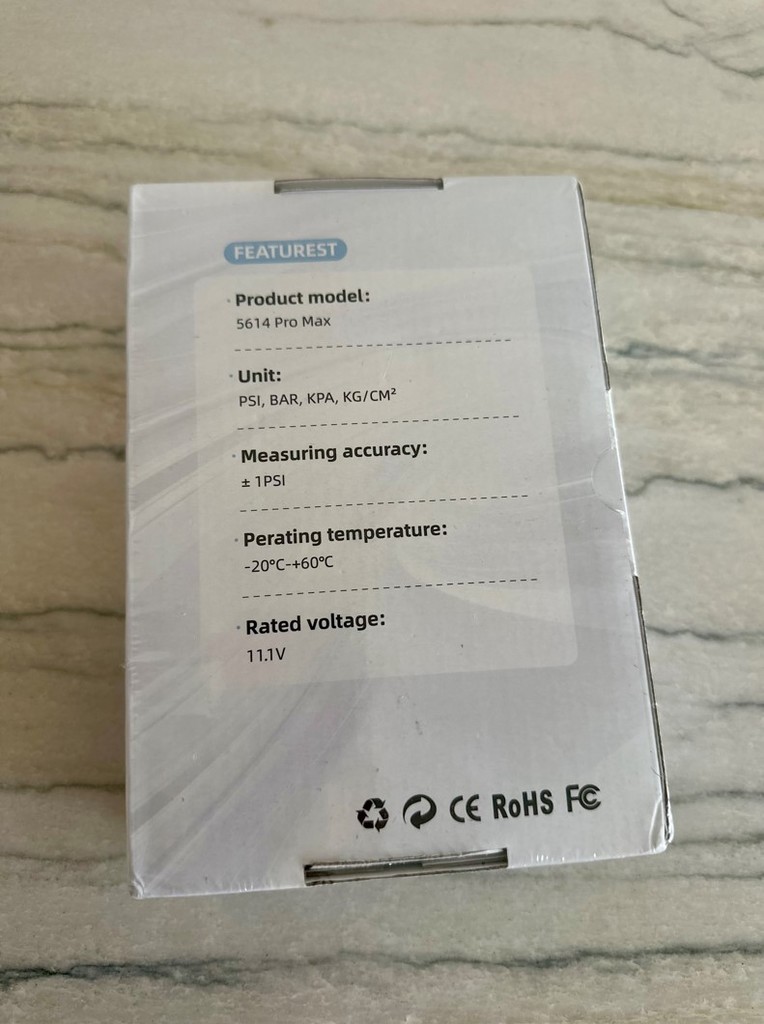 FEATUREST
Product model:
5614 Pro Max
Unit:
PSI, BAR, KPA, KG/CM²
Measuring accuracy:
± 1PSI
Perating temperature:
-20°C-+60°C
Rated voltage:
11.1V
CE RoHS FC